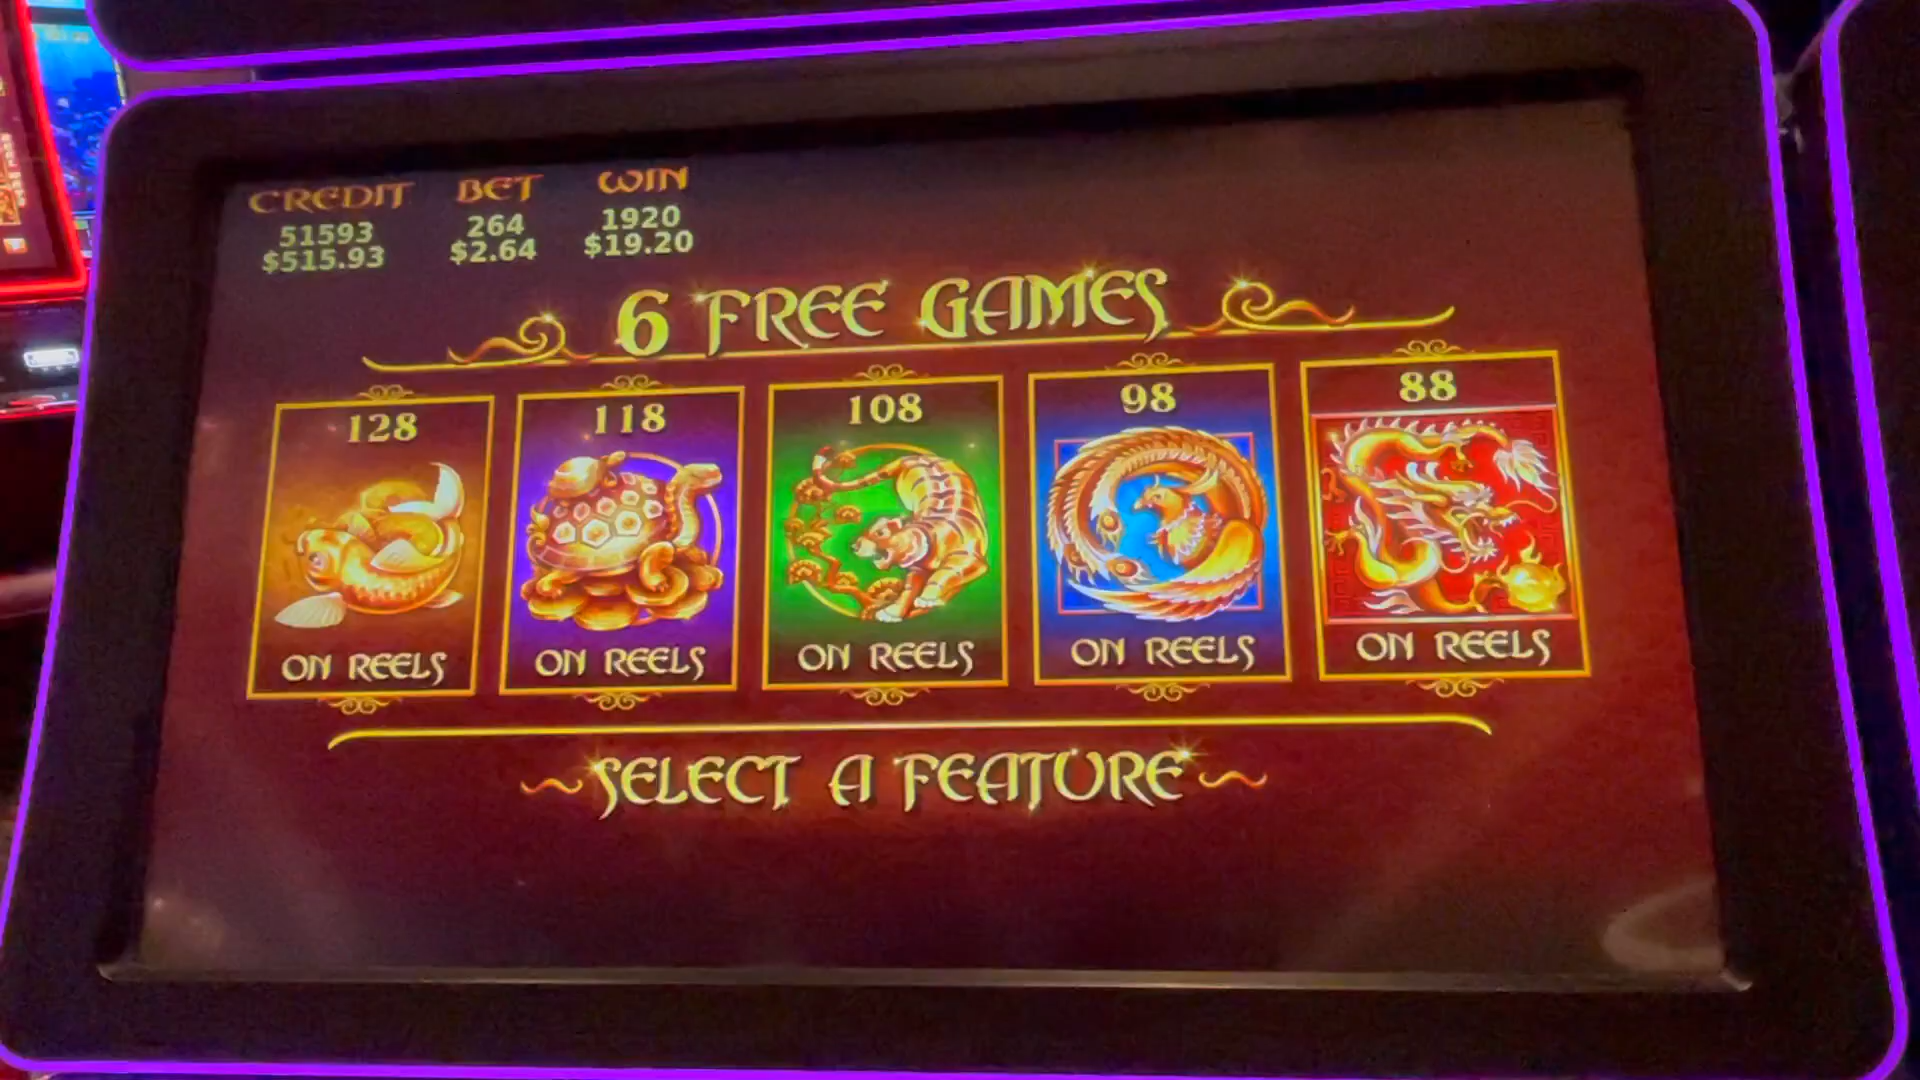 CREDIT BET WIN
51593 264 1920
$515.93 $2.64 $19.20
6 FREE GAMES
128 118 108 98 88
ON REELS ON REELS ON REELS ON REELS ON REELS
SELECT A FEATURE